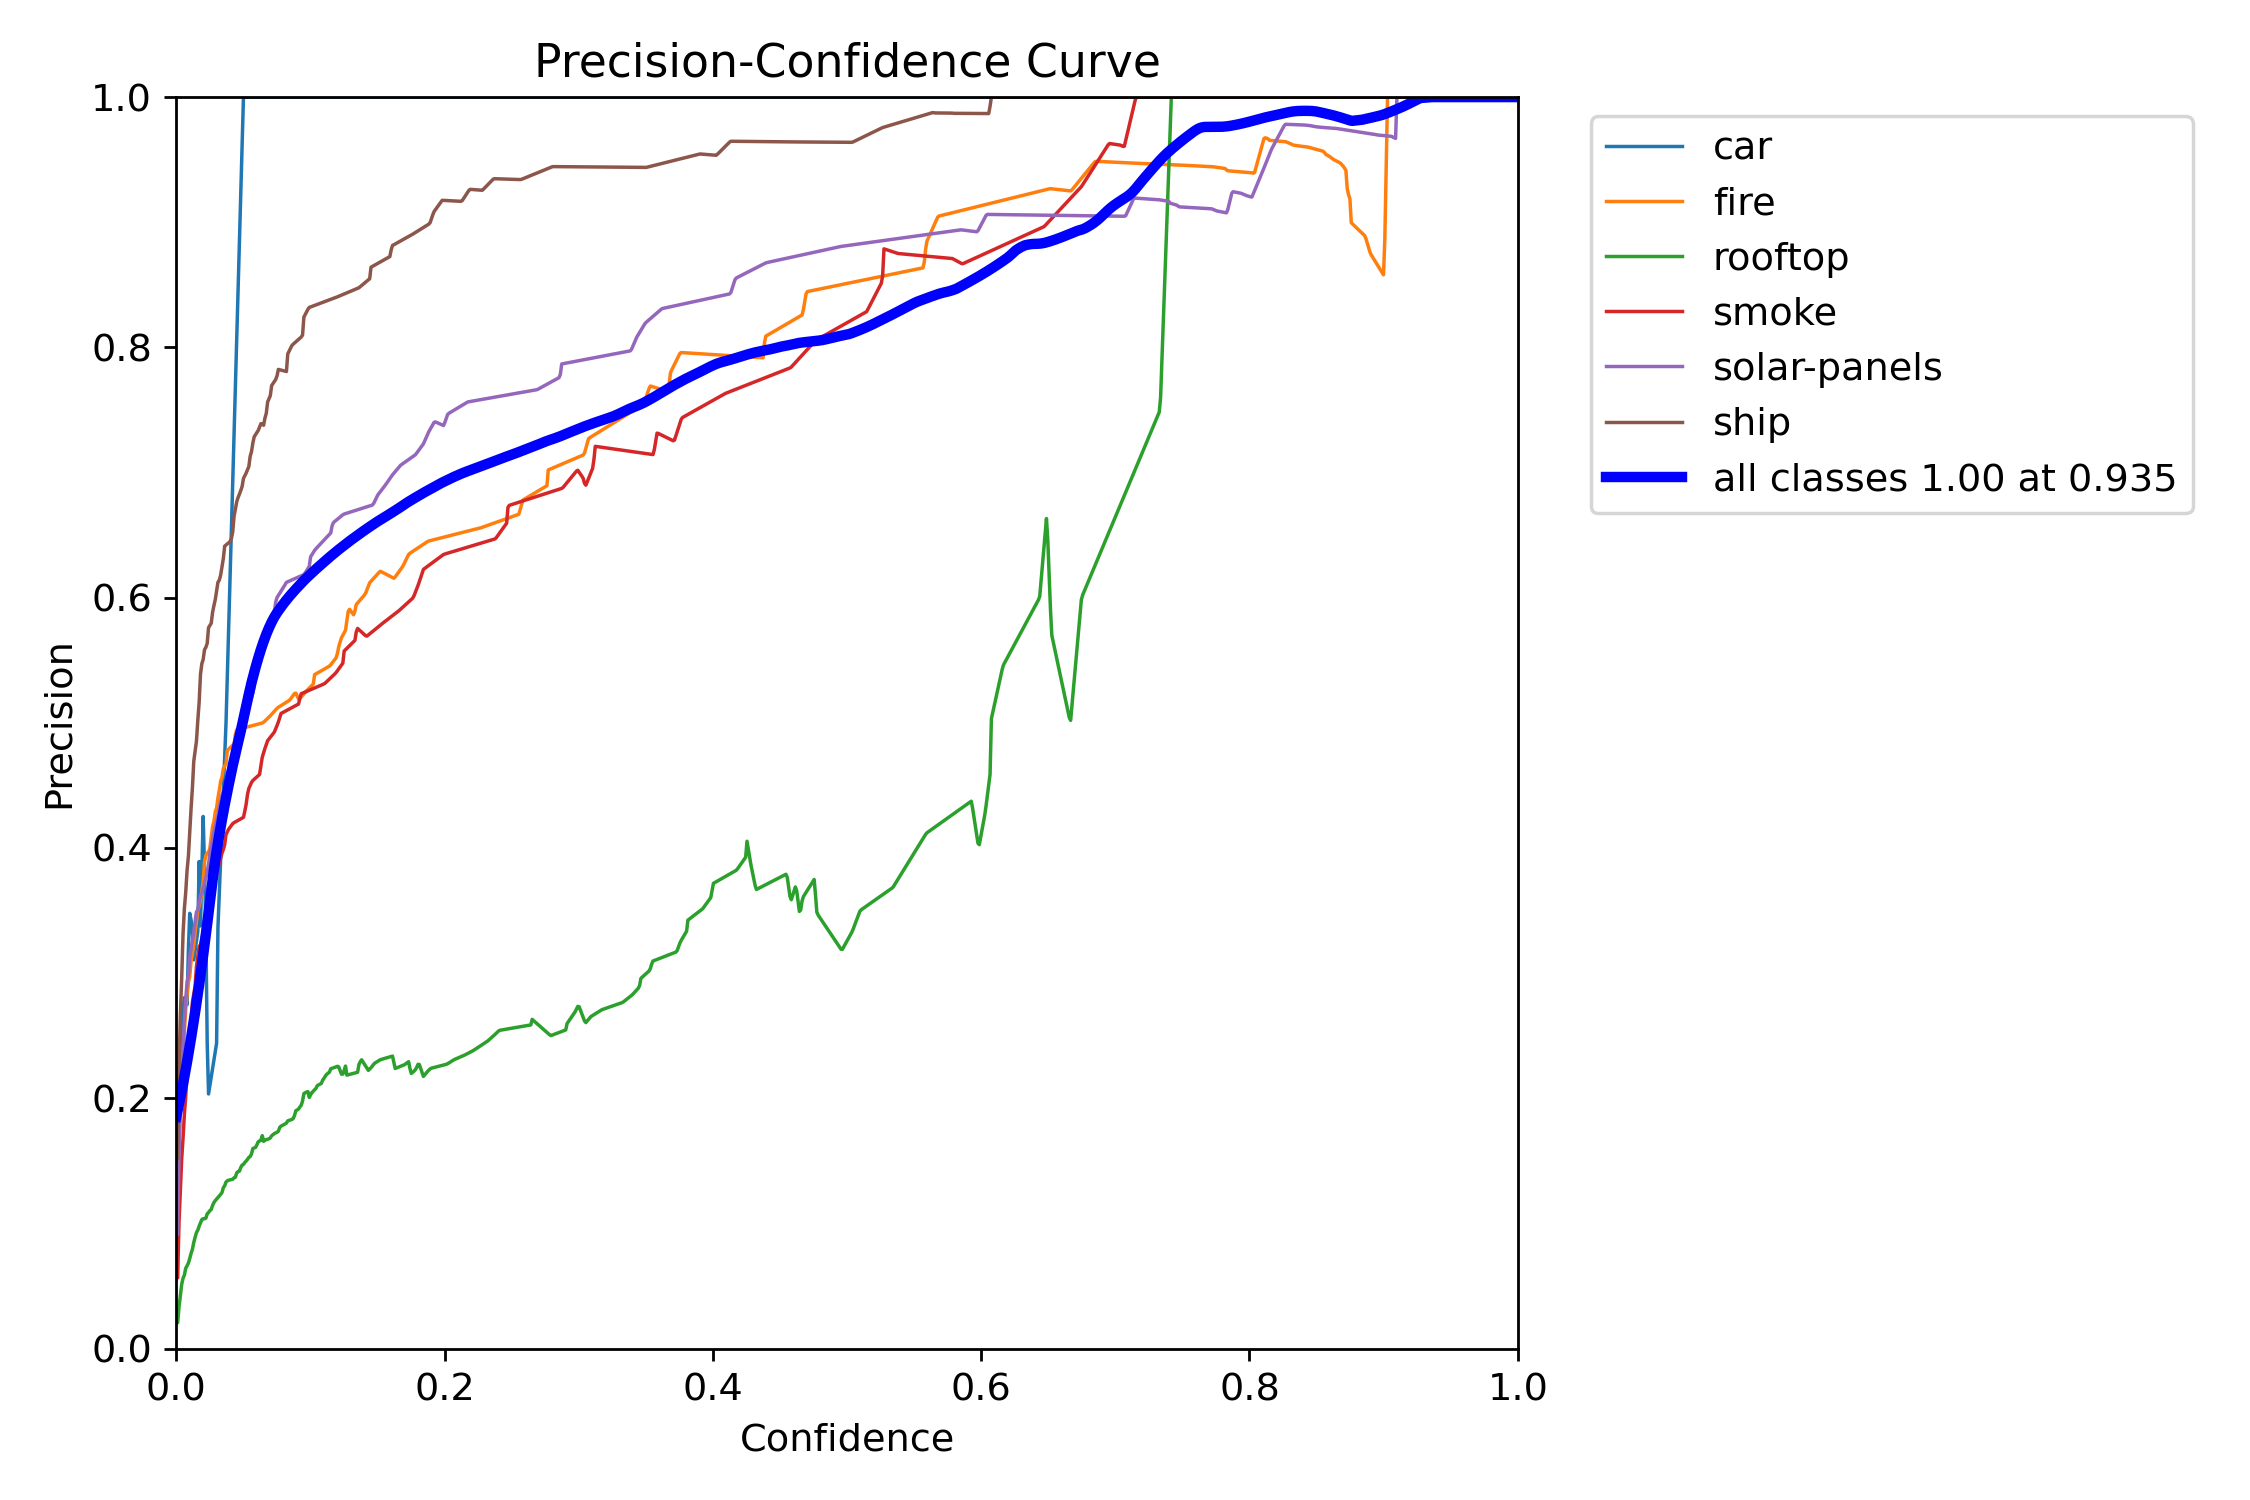 Precision-Confidence Curve
1.0
0.8
0.6
0.4
0.2
0.0
Precision
0.0 0.2 0.4 0.6 0.8 1.0
Confidence
car
fire
rooftop
smoke
solar-panels
ship
all classes 1.00 at 0.935